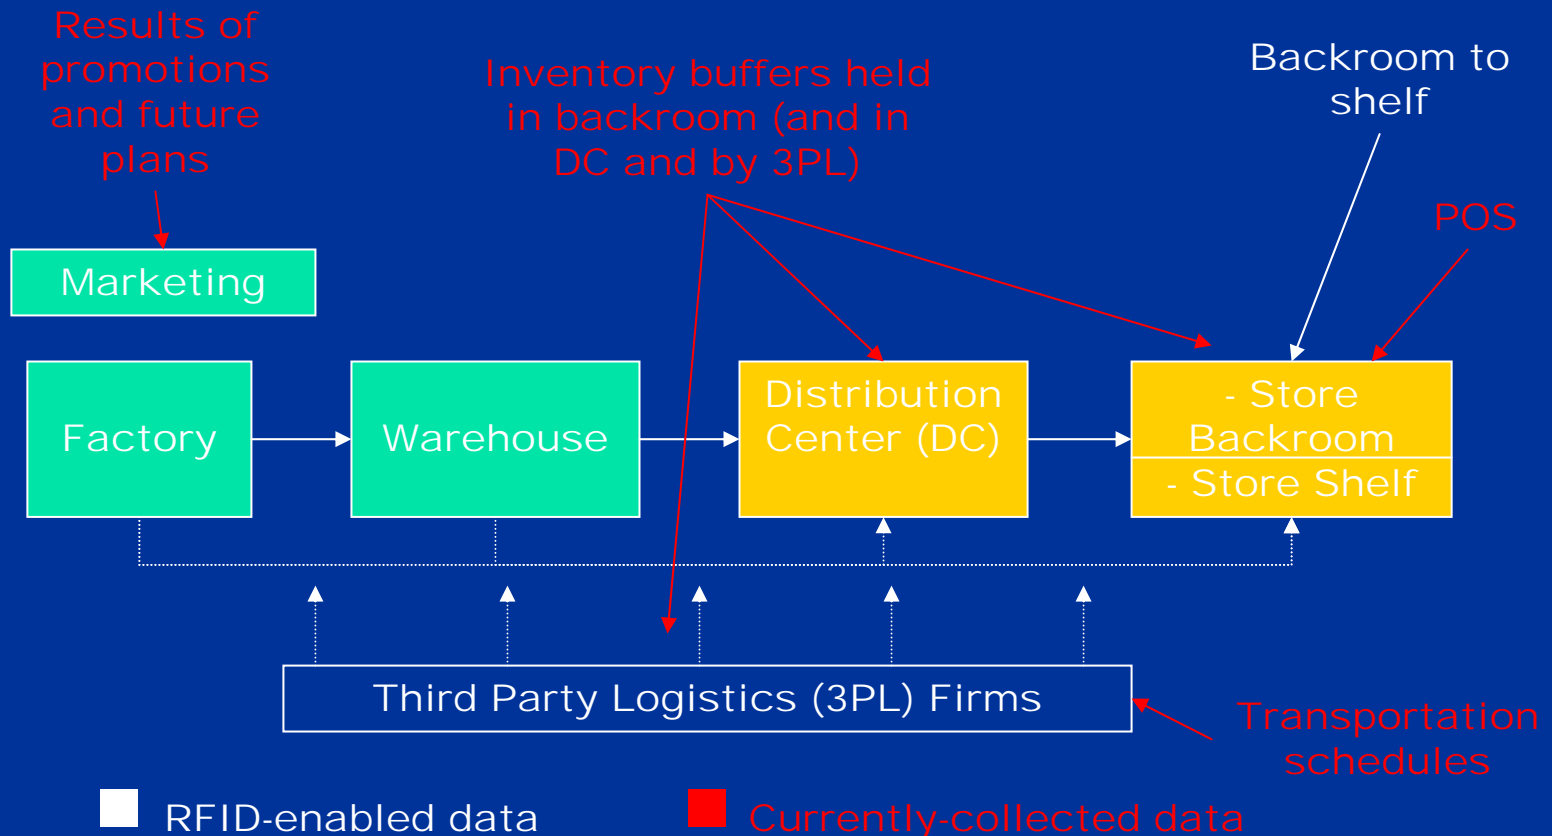 Results of
promotions
and future
plans
Inventory buffers held
in backroom (and in
DC and by 3PL)
Backroom to
shelf
POS
Marketing
Factory
Warehouse
Distribution
Center (DC)
- Store
Backroom
- Store Shelf
Third Party Logistics (3PL) Firms
Transportation
schedules
RFID-enabled data
Currently-collected data